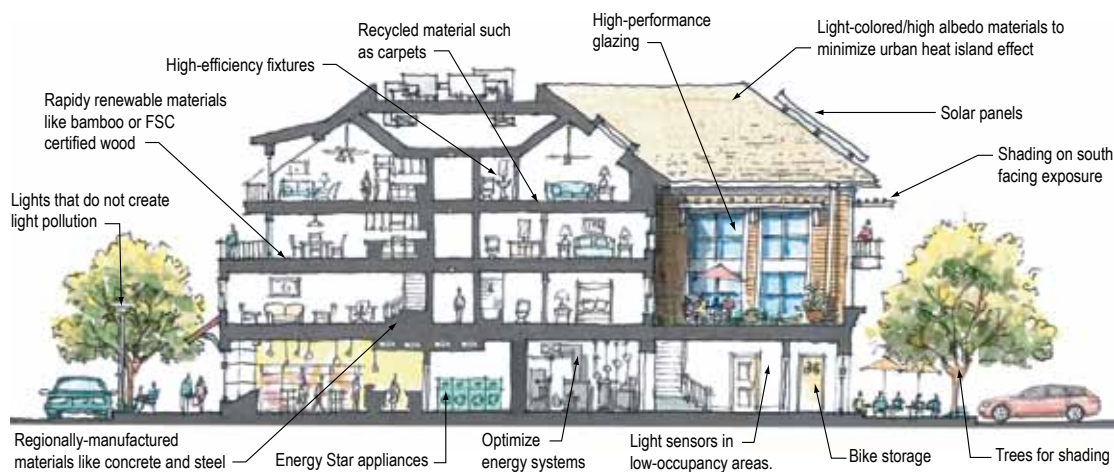 High-performance
glazing
Light-colored/high albedo materials to
minimize urban heat island effect
Recycled material such
as carpets
High-efficiency fixtures
Rapidy renewable materials
like bamboo or FSC
certified wood
Solar panels
Shading on south
facing exposure
Lights that do not create
light pollution
Regionally-manufactured
materials like concrete and steel
Energy Star appliances
Optimize
energy systems
Light sensors in
low-occupancy areas.
Bike storage
Trees for shading